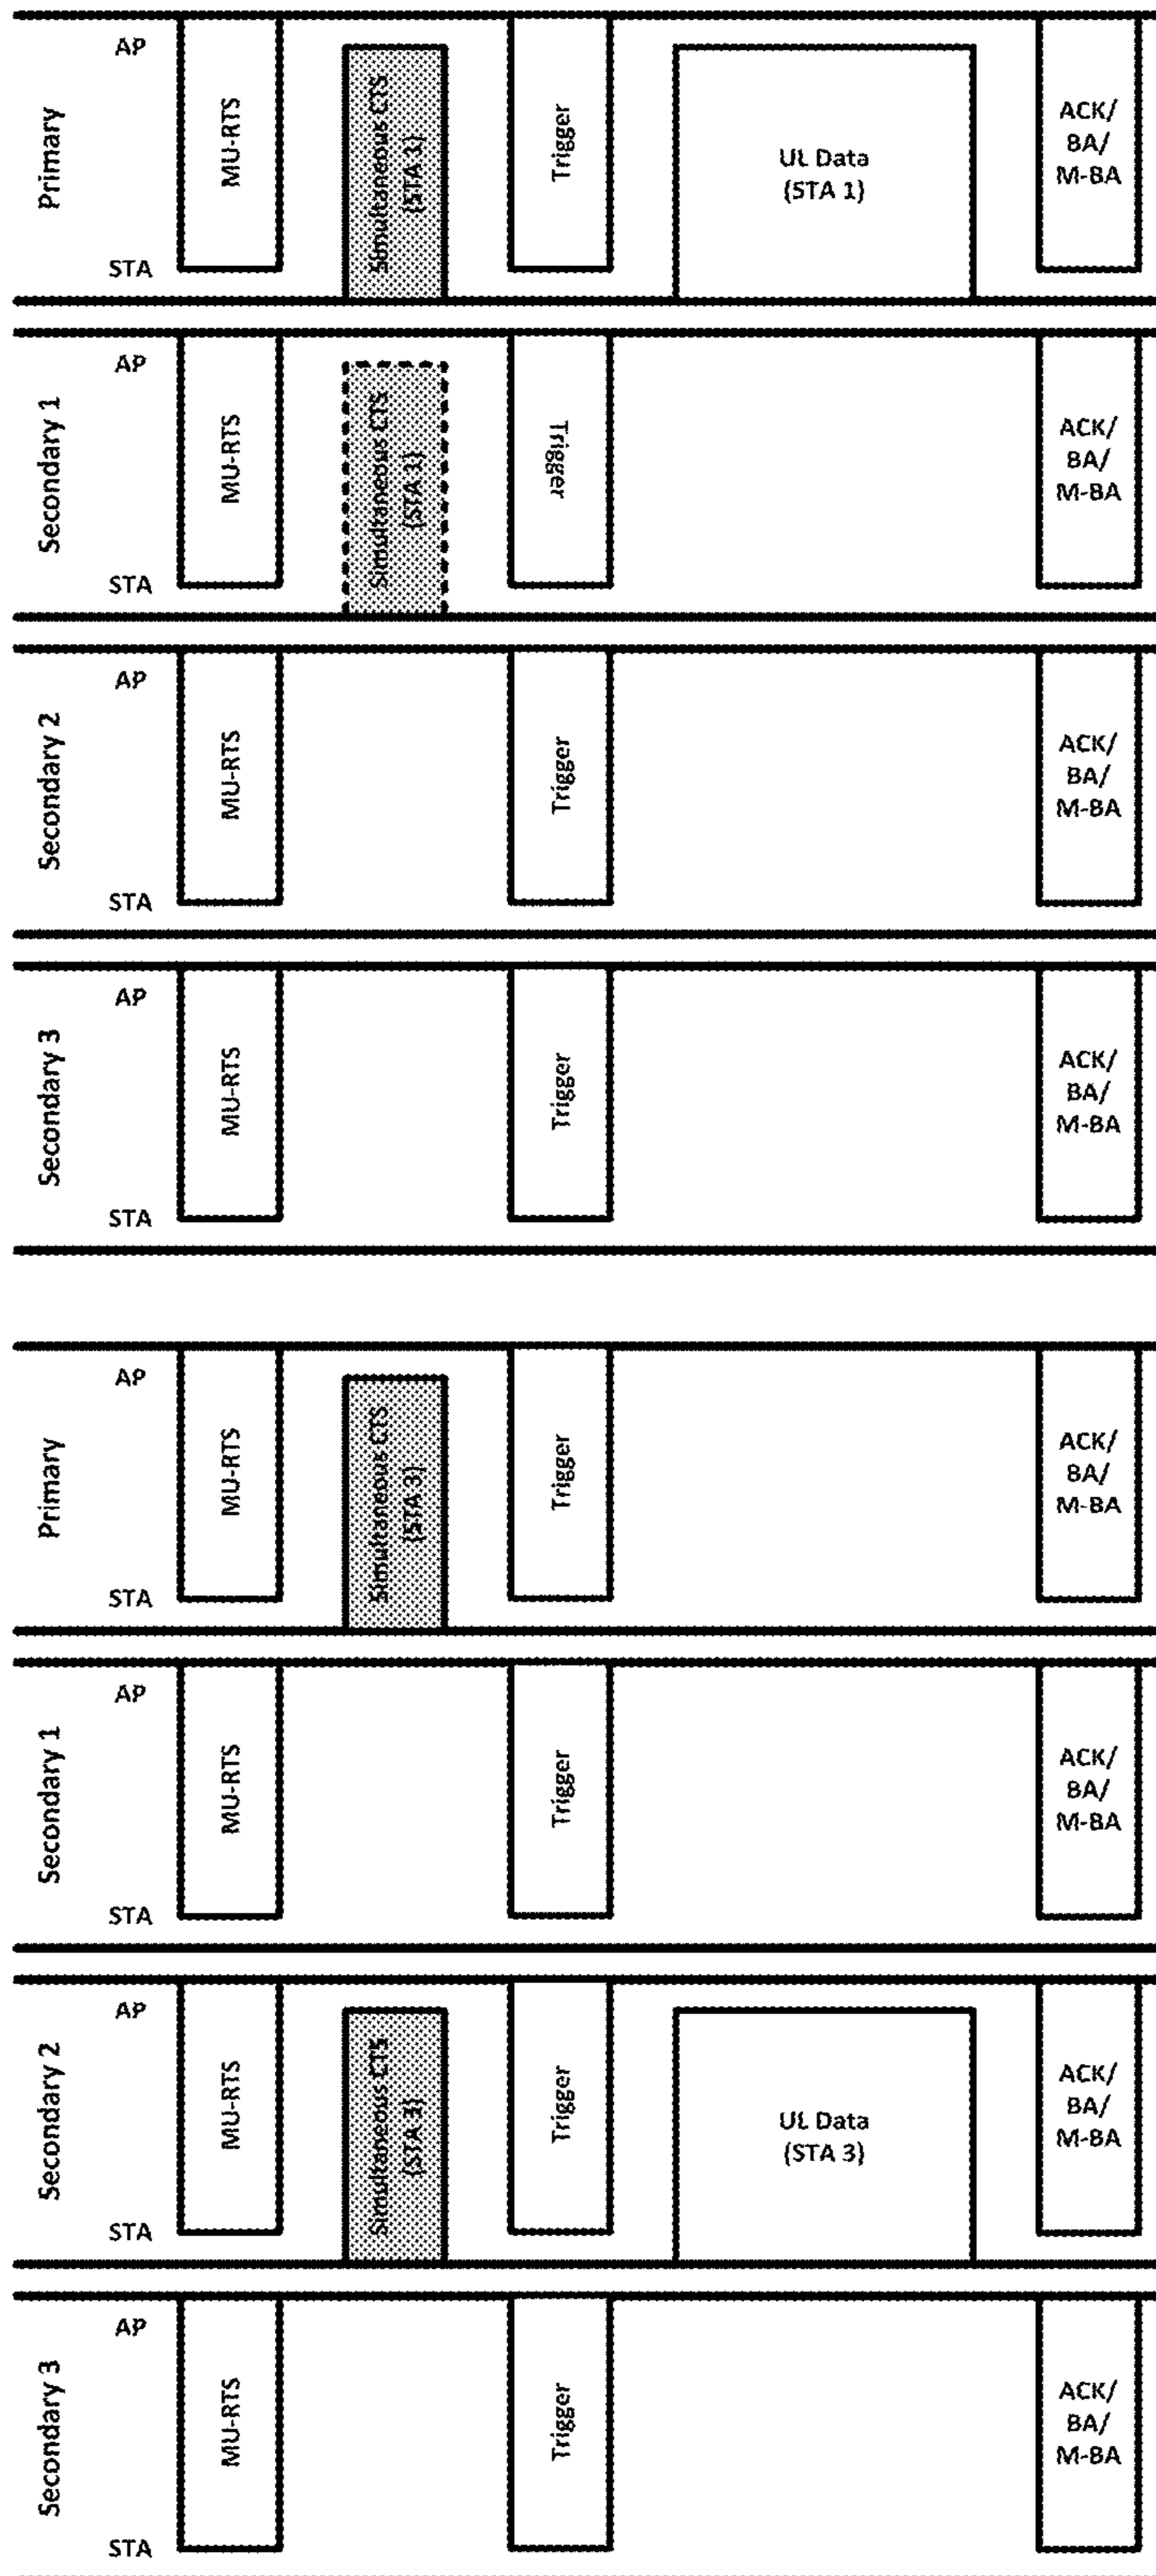 Primary
AP
STA
MU-RTS
Simultaneous CTS
(STA 1)
Trigger
UL Data
(STA 1)
ACK/
BA/
M-BA
Secondary 1
AP
STA
MU-RTS
Simultaneous CTS
(STA 1)
Trigger
ACK/
BA/
M-BA
Secondary 2
AP
STA
MU-RTS
Trigger
ACK/
BA/
M-BA
Secondary 3
AP
STA
MU-RTS
Trigger
ACK/
BA/
M-BA
Primary
AP
STA
MU-RTS
Simultaneous CTS
(STA 3)
Trigger
ACK/
BA/
M-BA
Secondary 1
AP
STA
MU-RTS
Trigger
ACK/
BA/
M-BA
Secondary 2
AP
STA
MU-RTS
Simultaneous CTS
(STA 3)
Trigger
UL Data
(STA 3)
ACK/
BA/
M-BA
Secondary 3
AP
STA
MU-RTS
Trigger
ACK/
BA/
M-BA